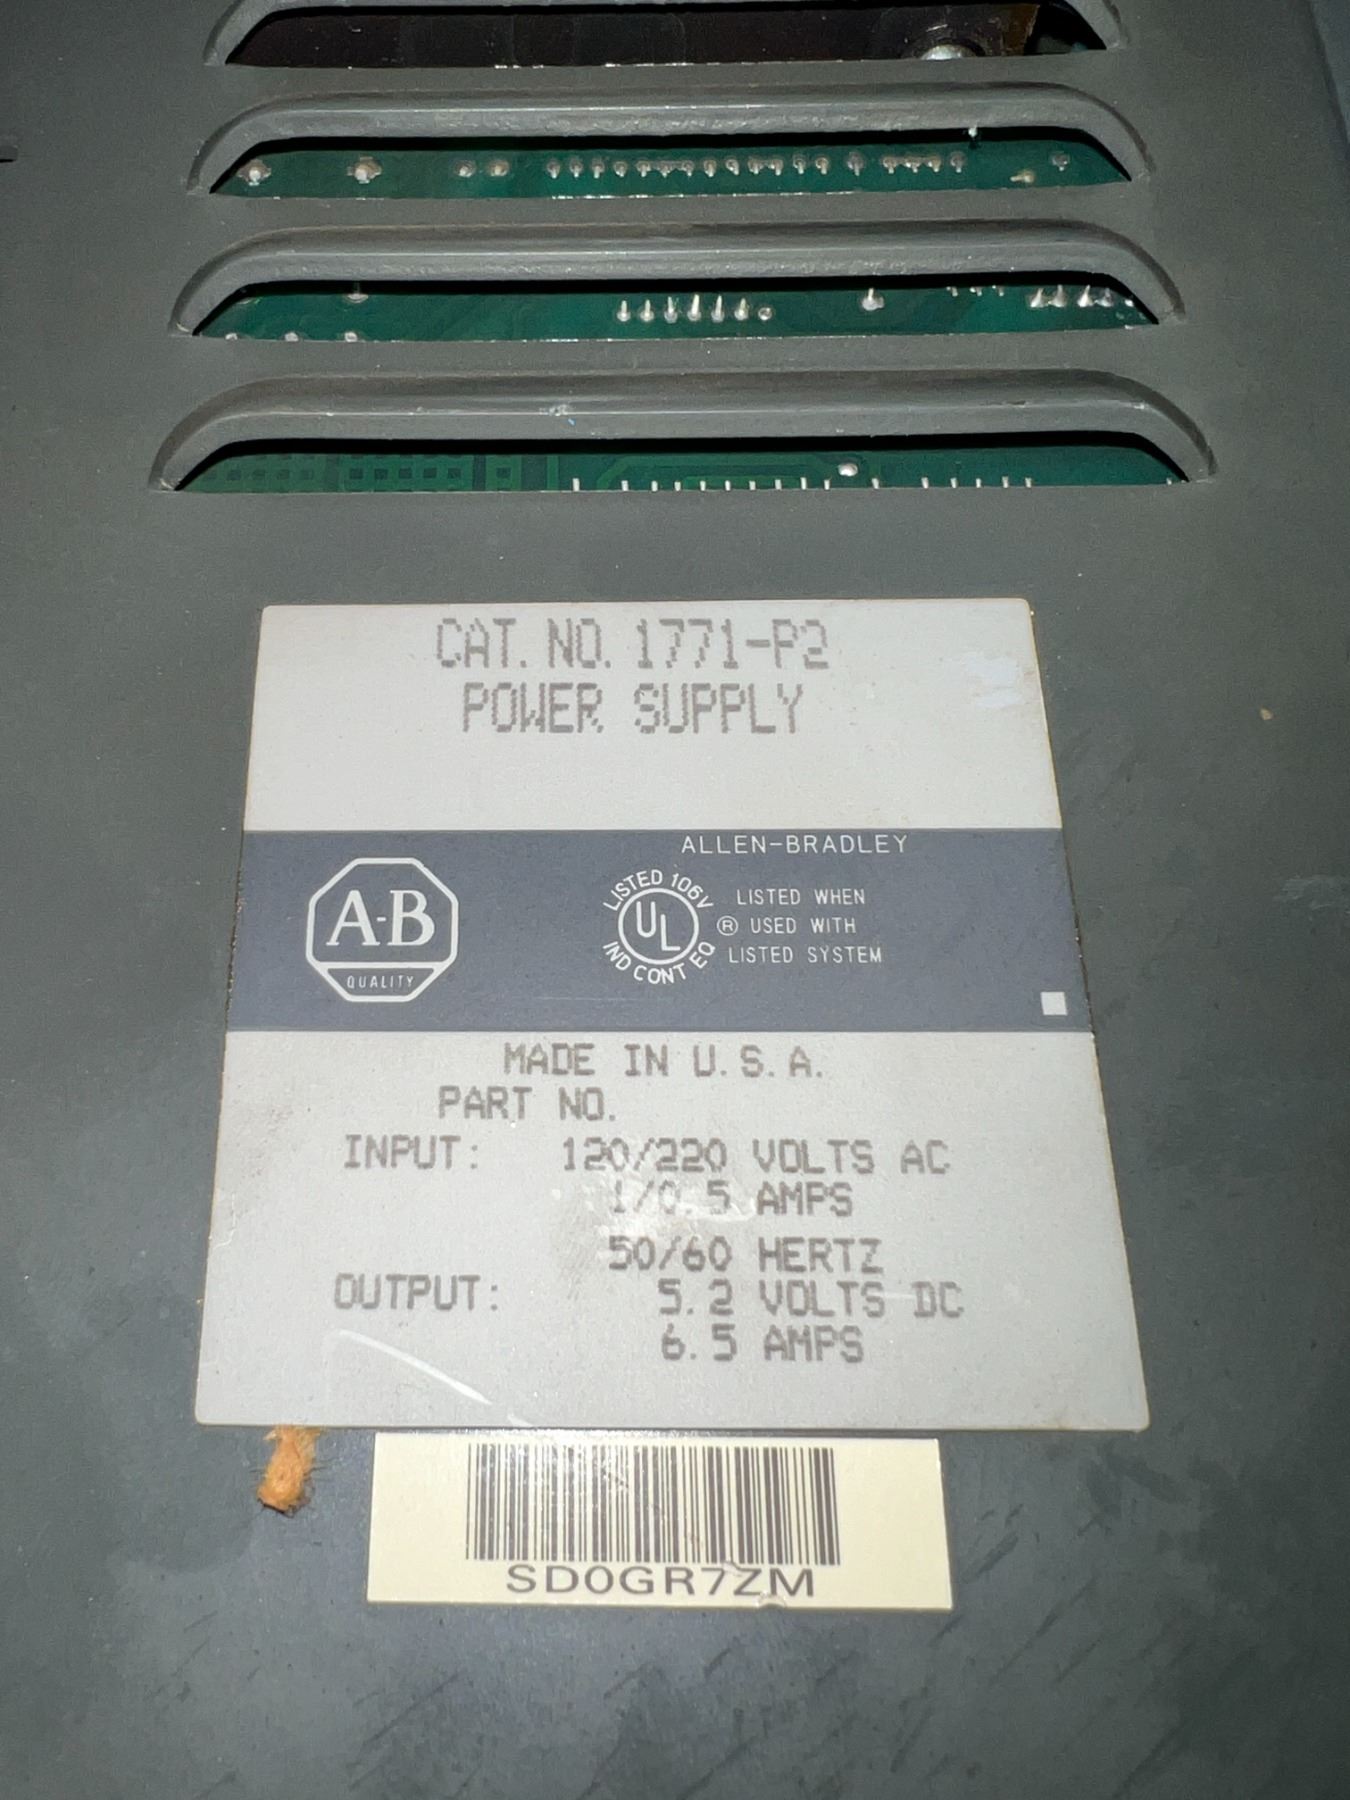 CAT. NO. 1771-P2
POWER SUPPLY
ALLEN-BRADLEY
A-B
QUALITY
LISTED 106V
UL
IND CONT EQ
®
LISTED WHEN
USED WITH
LISTED SYSTEM
MADE IN U.S.A.
PART NO.
INPUT: 120/220 VOLTS AC
1/0.5 AMPS
50/60 HERTZ
OUTPUT: 5.2 VOLTS DC
6.5 AMPS
SD0GR7ZM